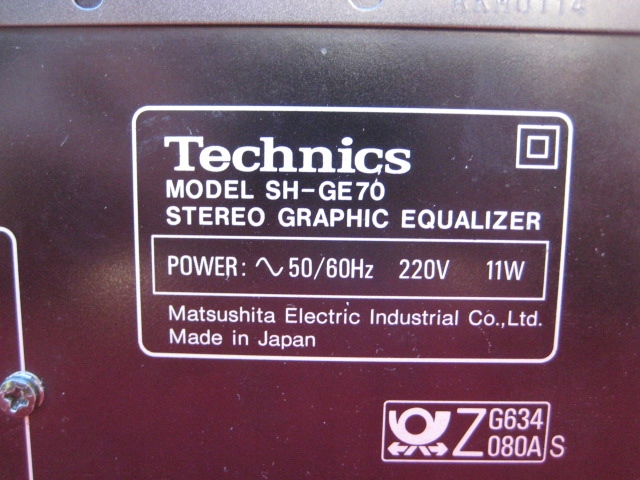 Technics
MODEL SH-GE70
STEREO GRAPHIC EQUALIZER
POWER: ∿ 50/60Hz 220V 11W
Matsushita Electric Industrial Co.,Ltd.
Made in Japan
Z G634
080A S